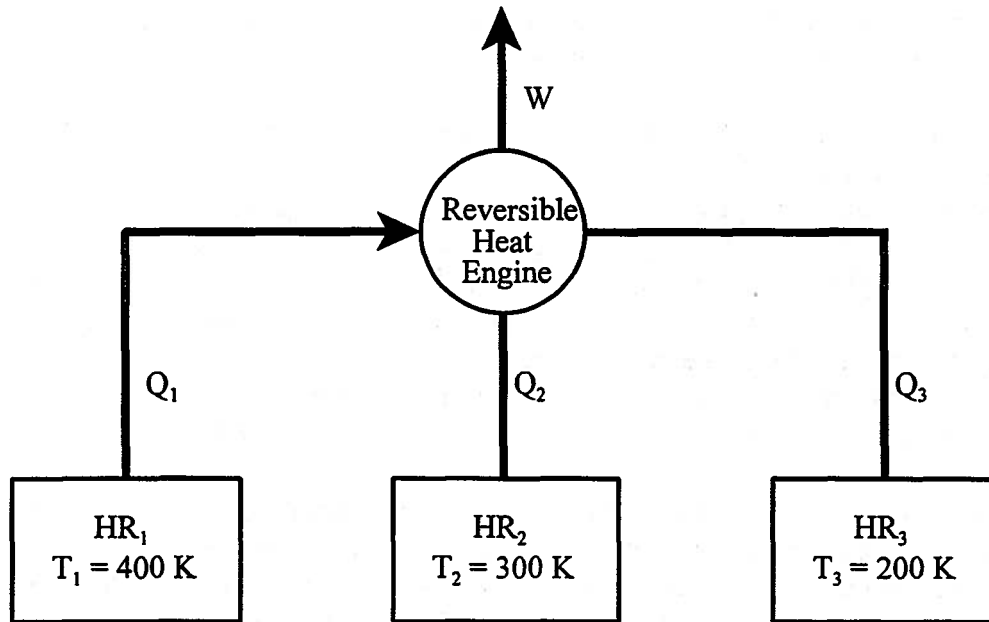 W
Reversible
Heat
Engine
Q₁
Q₂
Q₃
HR₁
T₁ = 400 K
HR₂
T₂ = 300 K
HR₃
T₃ = 200 K